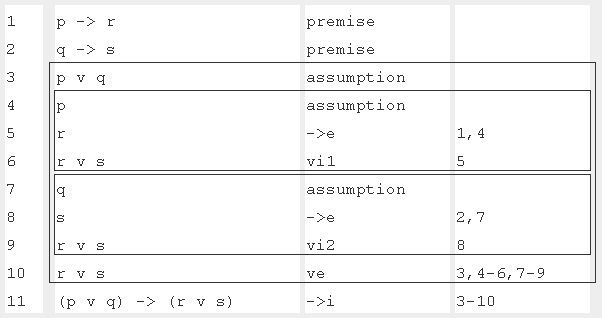 1 p -> r premise
2 q -> s premise
3 p v q assumption
4 p assumption
5 r ->e 1,4
6 r v s vi1 5
7 q assumption
8 s ->e 2,7
9 r v s vi2 8
10 r v s ve 3,4-6,7-9
11 (p v q) -> (r v s) ->i 3-10